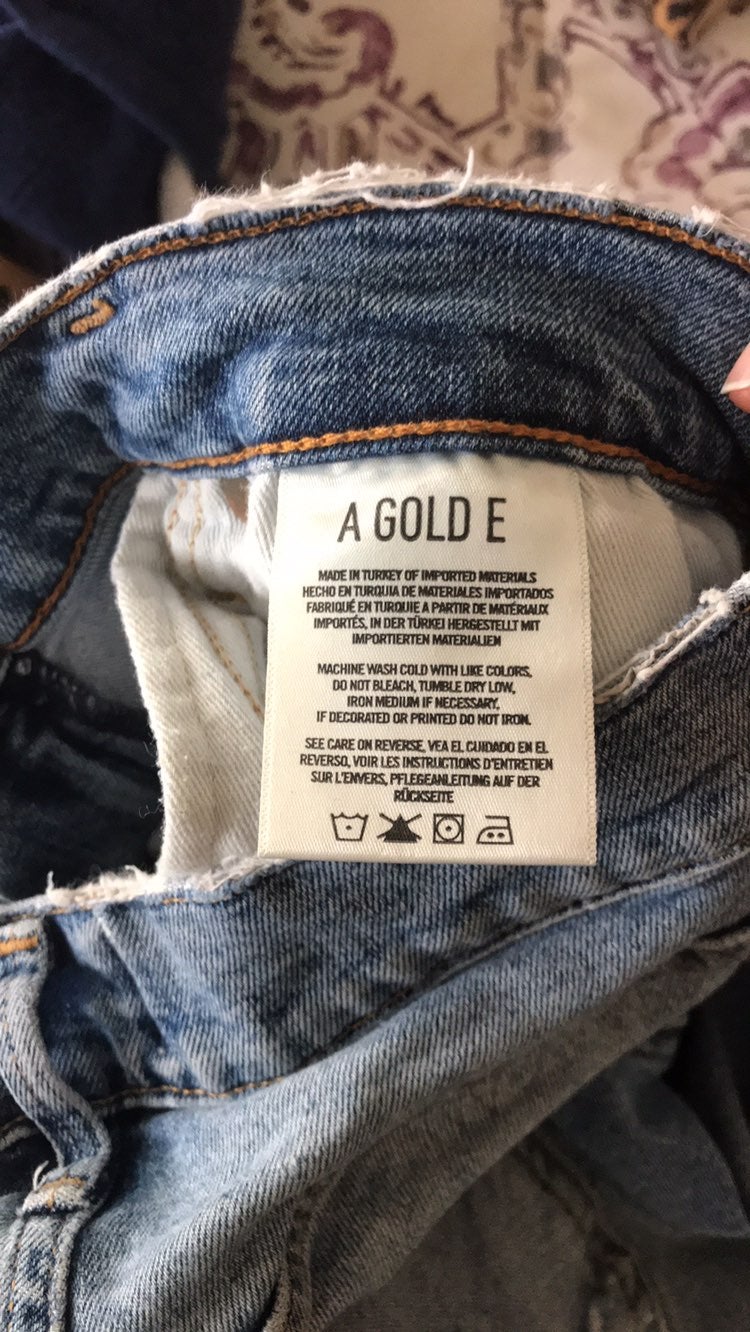 A GOLD E
MADE IN TURKEY OF IMPORTED MATERIALS
HECHO EN TURQUIA DE MATERIALES IMPORTADOS
FABRIQUÉ EN TURQUIE A PARTIR DE MATÉRIAUX
IMPORTÉS, IN DER TÜRKEI HERGESTELLT MIT
IMPORTIERTEN MATERIALIEN
MACHINE WASH COLD WITH LIKE COLORS,
DO NOT BLEACH, TUMBLE DRY LOW,
IRON MEDIUM IF NECESSARY,
IF DECORATED OR PRINTED DO NOT IRON.
SEE CARE ON REVERSE, VEA EL CUIDADO EN EL
REVERSO, VOIR LES INSTRUCTIONS D'ENTRETIEN
SUR L'ENVERS, PFLEGEANLEITUNG AUF DER
RÜCKSEITE